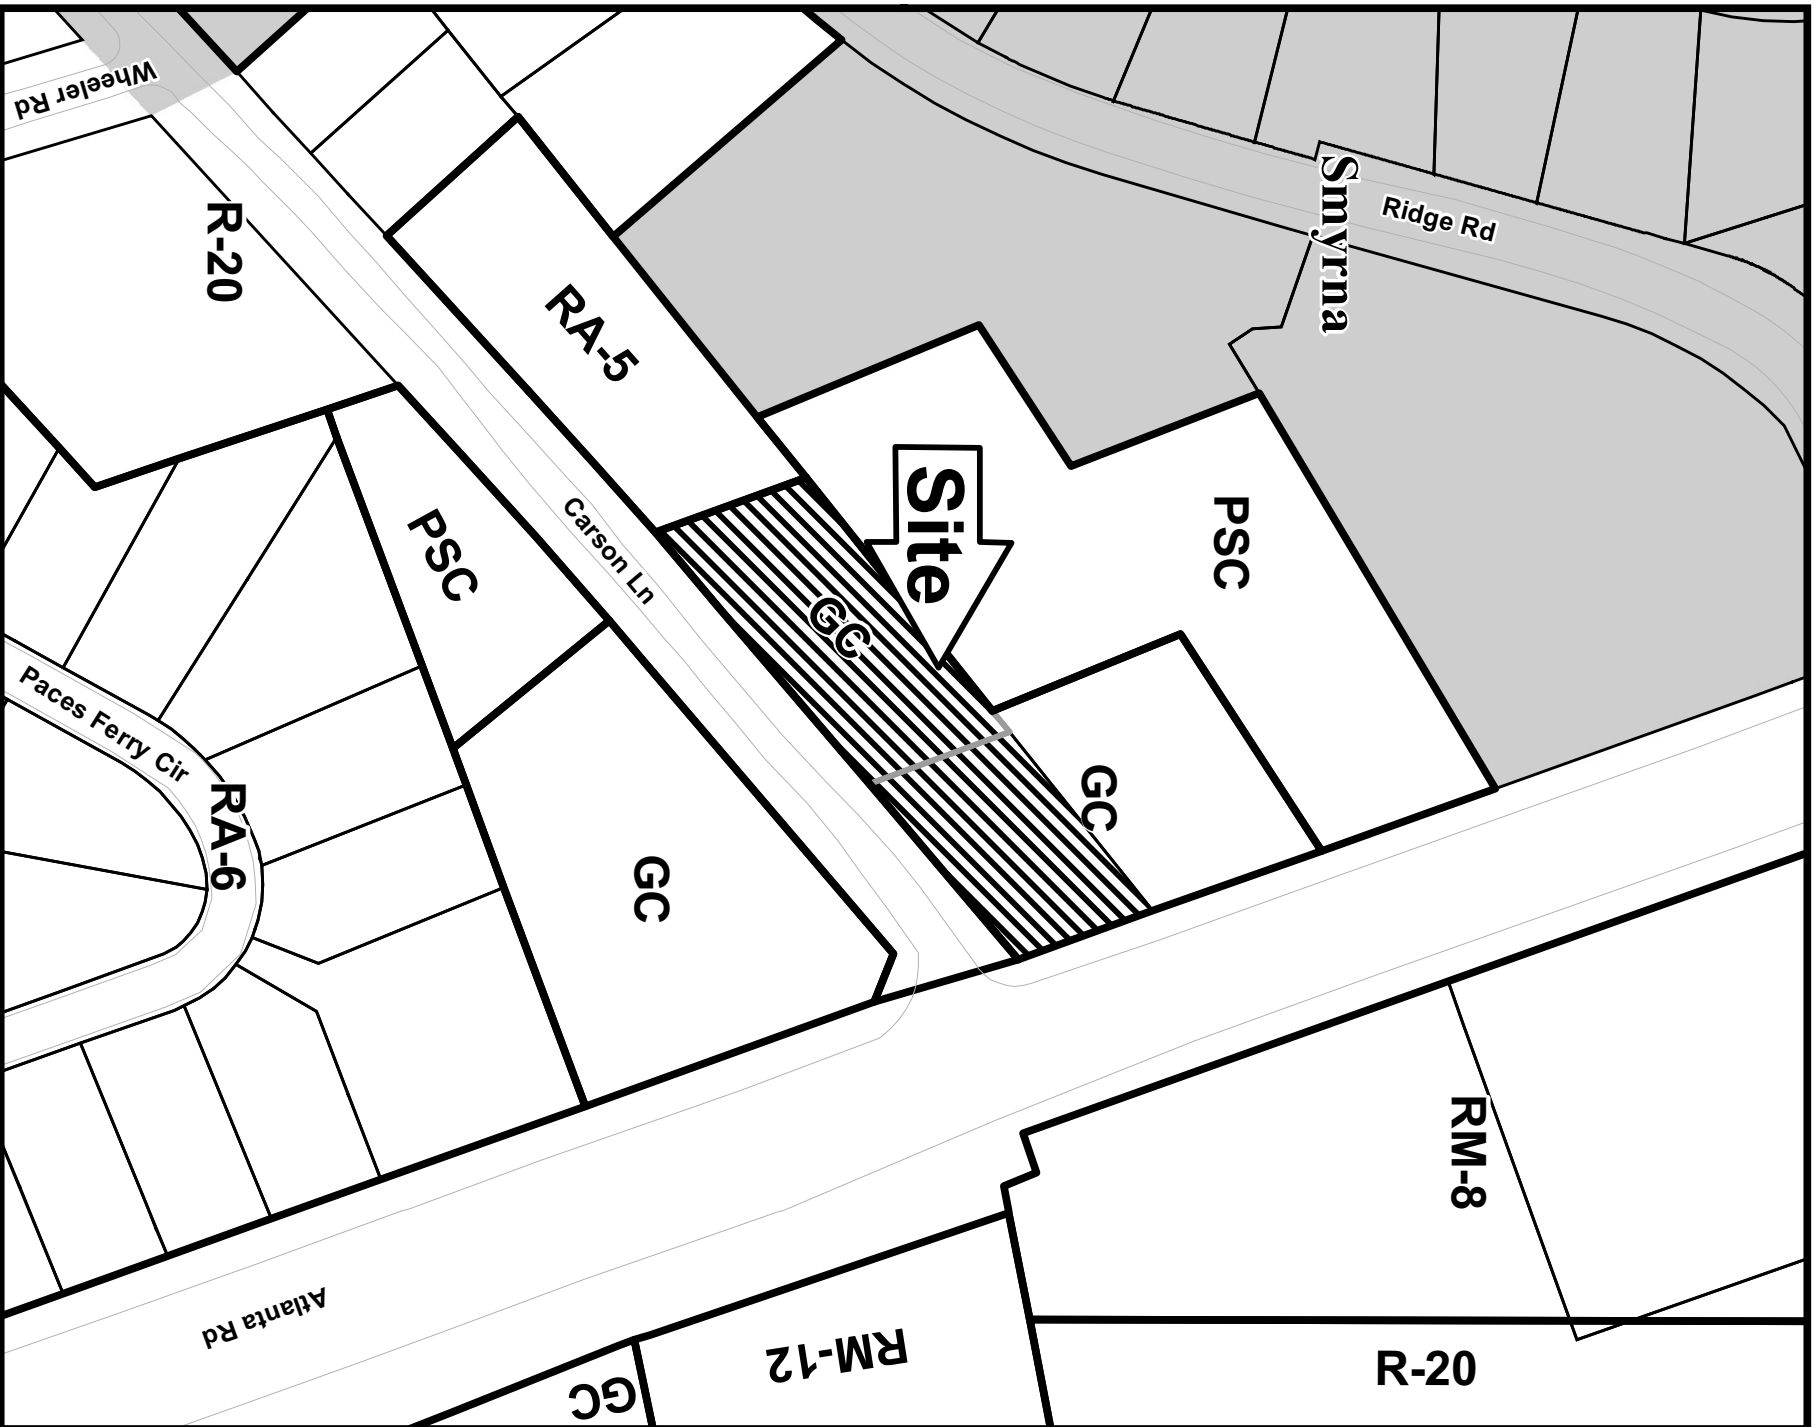 Wheeler Rd
Smyrna
Ridge Rd
R-20
RA-5
Site
PSC
PSC
Carson Ln
GC
Paces Ferry Cir
RA-6
GC
GC
RM-8
Atlanta Rd
RM-12
R-20
GC